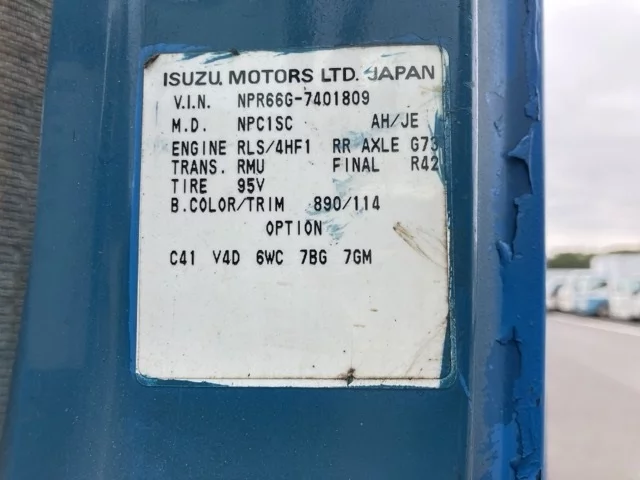 ISUZU MOTORS LTD. JAPAN
V.I.N. NPR66G-7401809
M.D. NPC1SC AH/JE
ENGINE RLS/4HF1 RR AXLE G73
TRANS. RMU FINAL R42
TIRE 95V
B.COLOR/TRIM 890/114
OPTION
C41 V4D 6WC 7BG 7GM